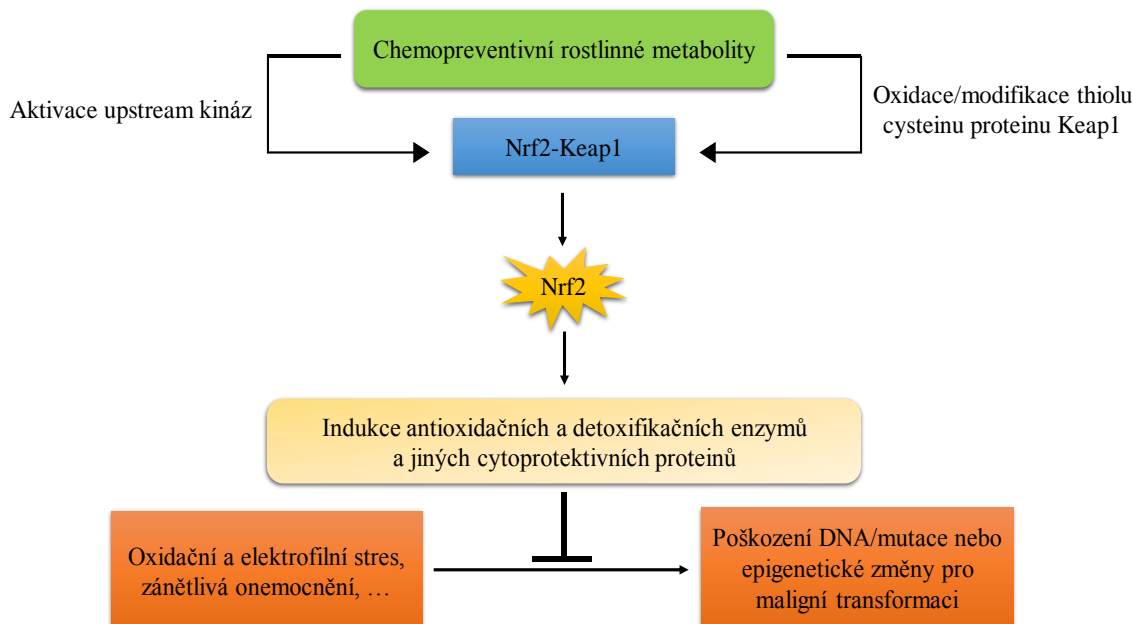 Chemopreventivní rostlinné metabolity
Aktivace upstream kináz
Oxidace/modifikace thiolu
cysteinu proteinu Keap1
Nrf2-Keap1
Nrf2
Indukce antioxidačních a detoxifikačních enzymů
a jiných cytoprotektivních proteinů
Oxidační a elektrofilní stres,
zánětlivá onemocnění, …
Poškození DNA/mutace nebo
epigenetické změny pro
maligní transformaci